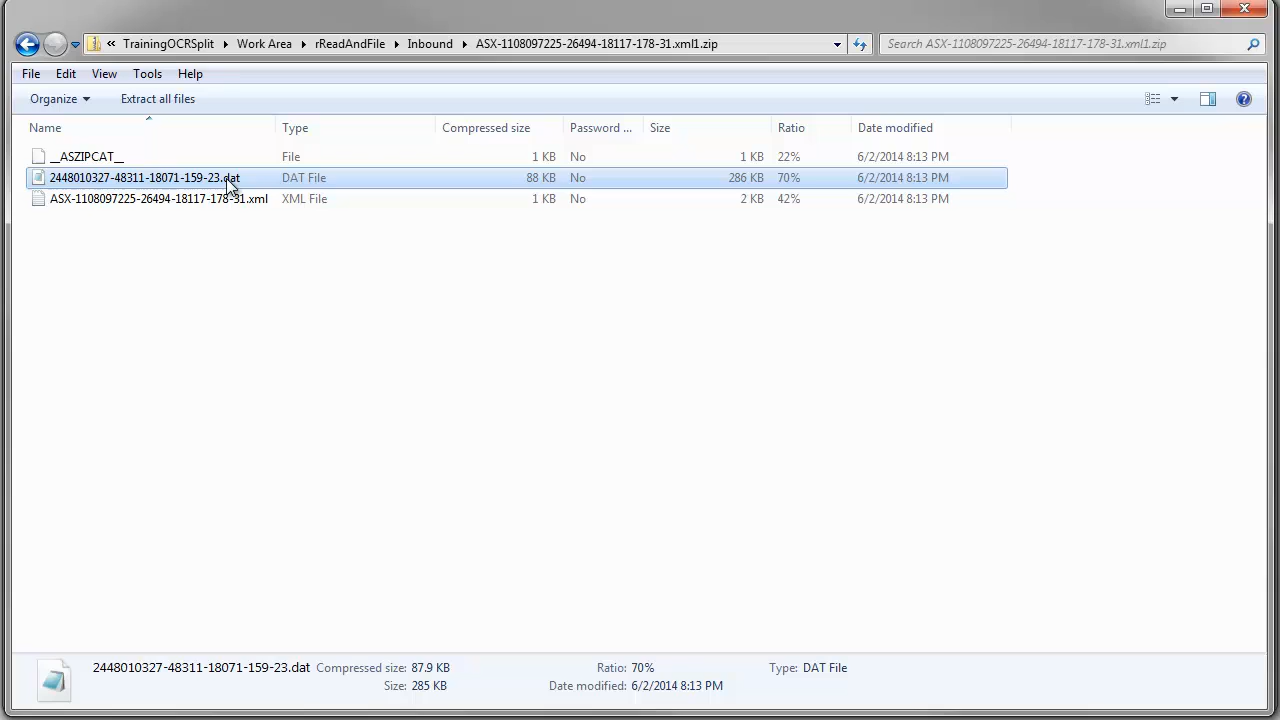 « TrainingOCRSplit Work Area rReadAndFile Inbound ASX-1108097225-26494-18117-178-31.xml1.zip Search ASX-1108097225-26494-18117-178-31.xml1.zip
File Edit View Tools Help
Organize Extract all files
Name Type Compressed size Password ... Size Ratio Date modified
__ASZIPCAT__ File 1 KB No 1 KB 22% 6/2/2014 8:13 PM
2448010327-48311-18071-159-23.dat DAT File 88 KB No 286 KB 70% 6/2/2014 8:13 PM
ASX-1108097225-26494-18117-178-31.xml XML File 1 KB No 2 KB 42% 6/2/2014 8:13 PM
2448010327-48311-18071-159-23.dat Compressed size: 87.9 KB Ratio: 70% Type: DAT File
Size: 285 KB Date modified: 6/2/2014 8:13 PM